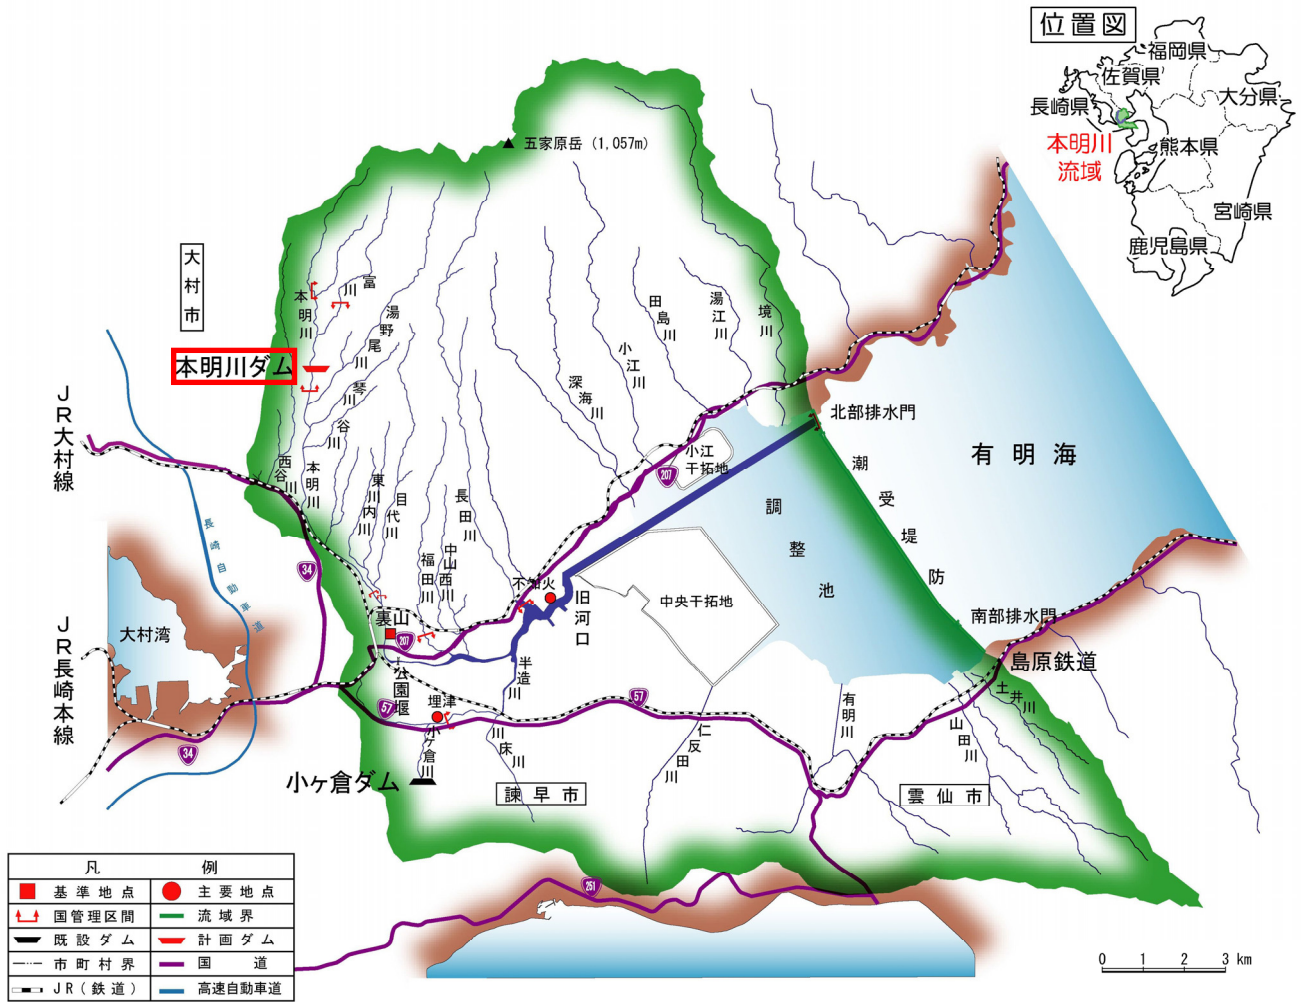 位置図
福岡県
佐賀県
長崎県
大分県
本明川
流域
熊本県
宮崎県
鹿児島県
五家原岳 (1,057m)
大村市
本明川
富川
湯野尾川
田島川
湯江川
境川
本明川ダム
琴川
谷川
小江川
深海川
北部排水門
有明海
JR大村線
西谷川
本明川
東川内川
目代川
長田川
小江
干拓地
207
潮受堤防
調整池
長崎自動車道
34
福田川
中山西川
不知火
旧河口
中央干拓地
南部排水門
大村湾
裏山
207
島原鉄道
JR長崎本線
公園堰
半造川
57
埋津
57
有明川
土井川
山田川
34
小ヶ倉川
川床川
仁反田川
小ヶ倉ダム
諫早市
雲仙市
251
凡例
基準地点
主要地点
国管理区間
流域界
既設ダム
計画ダム
市町村界
国道
JR(鉄道)
高速自動車道
0 1 2 3 km